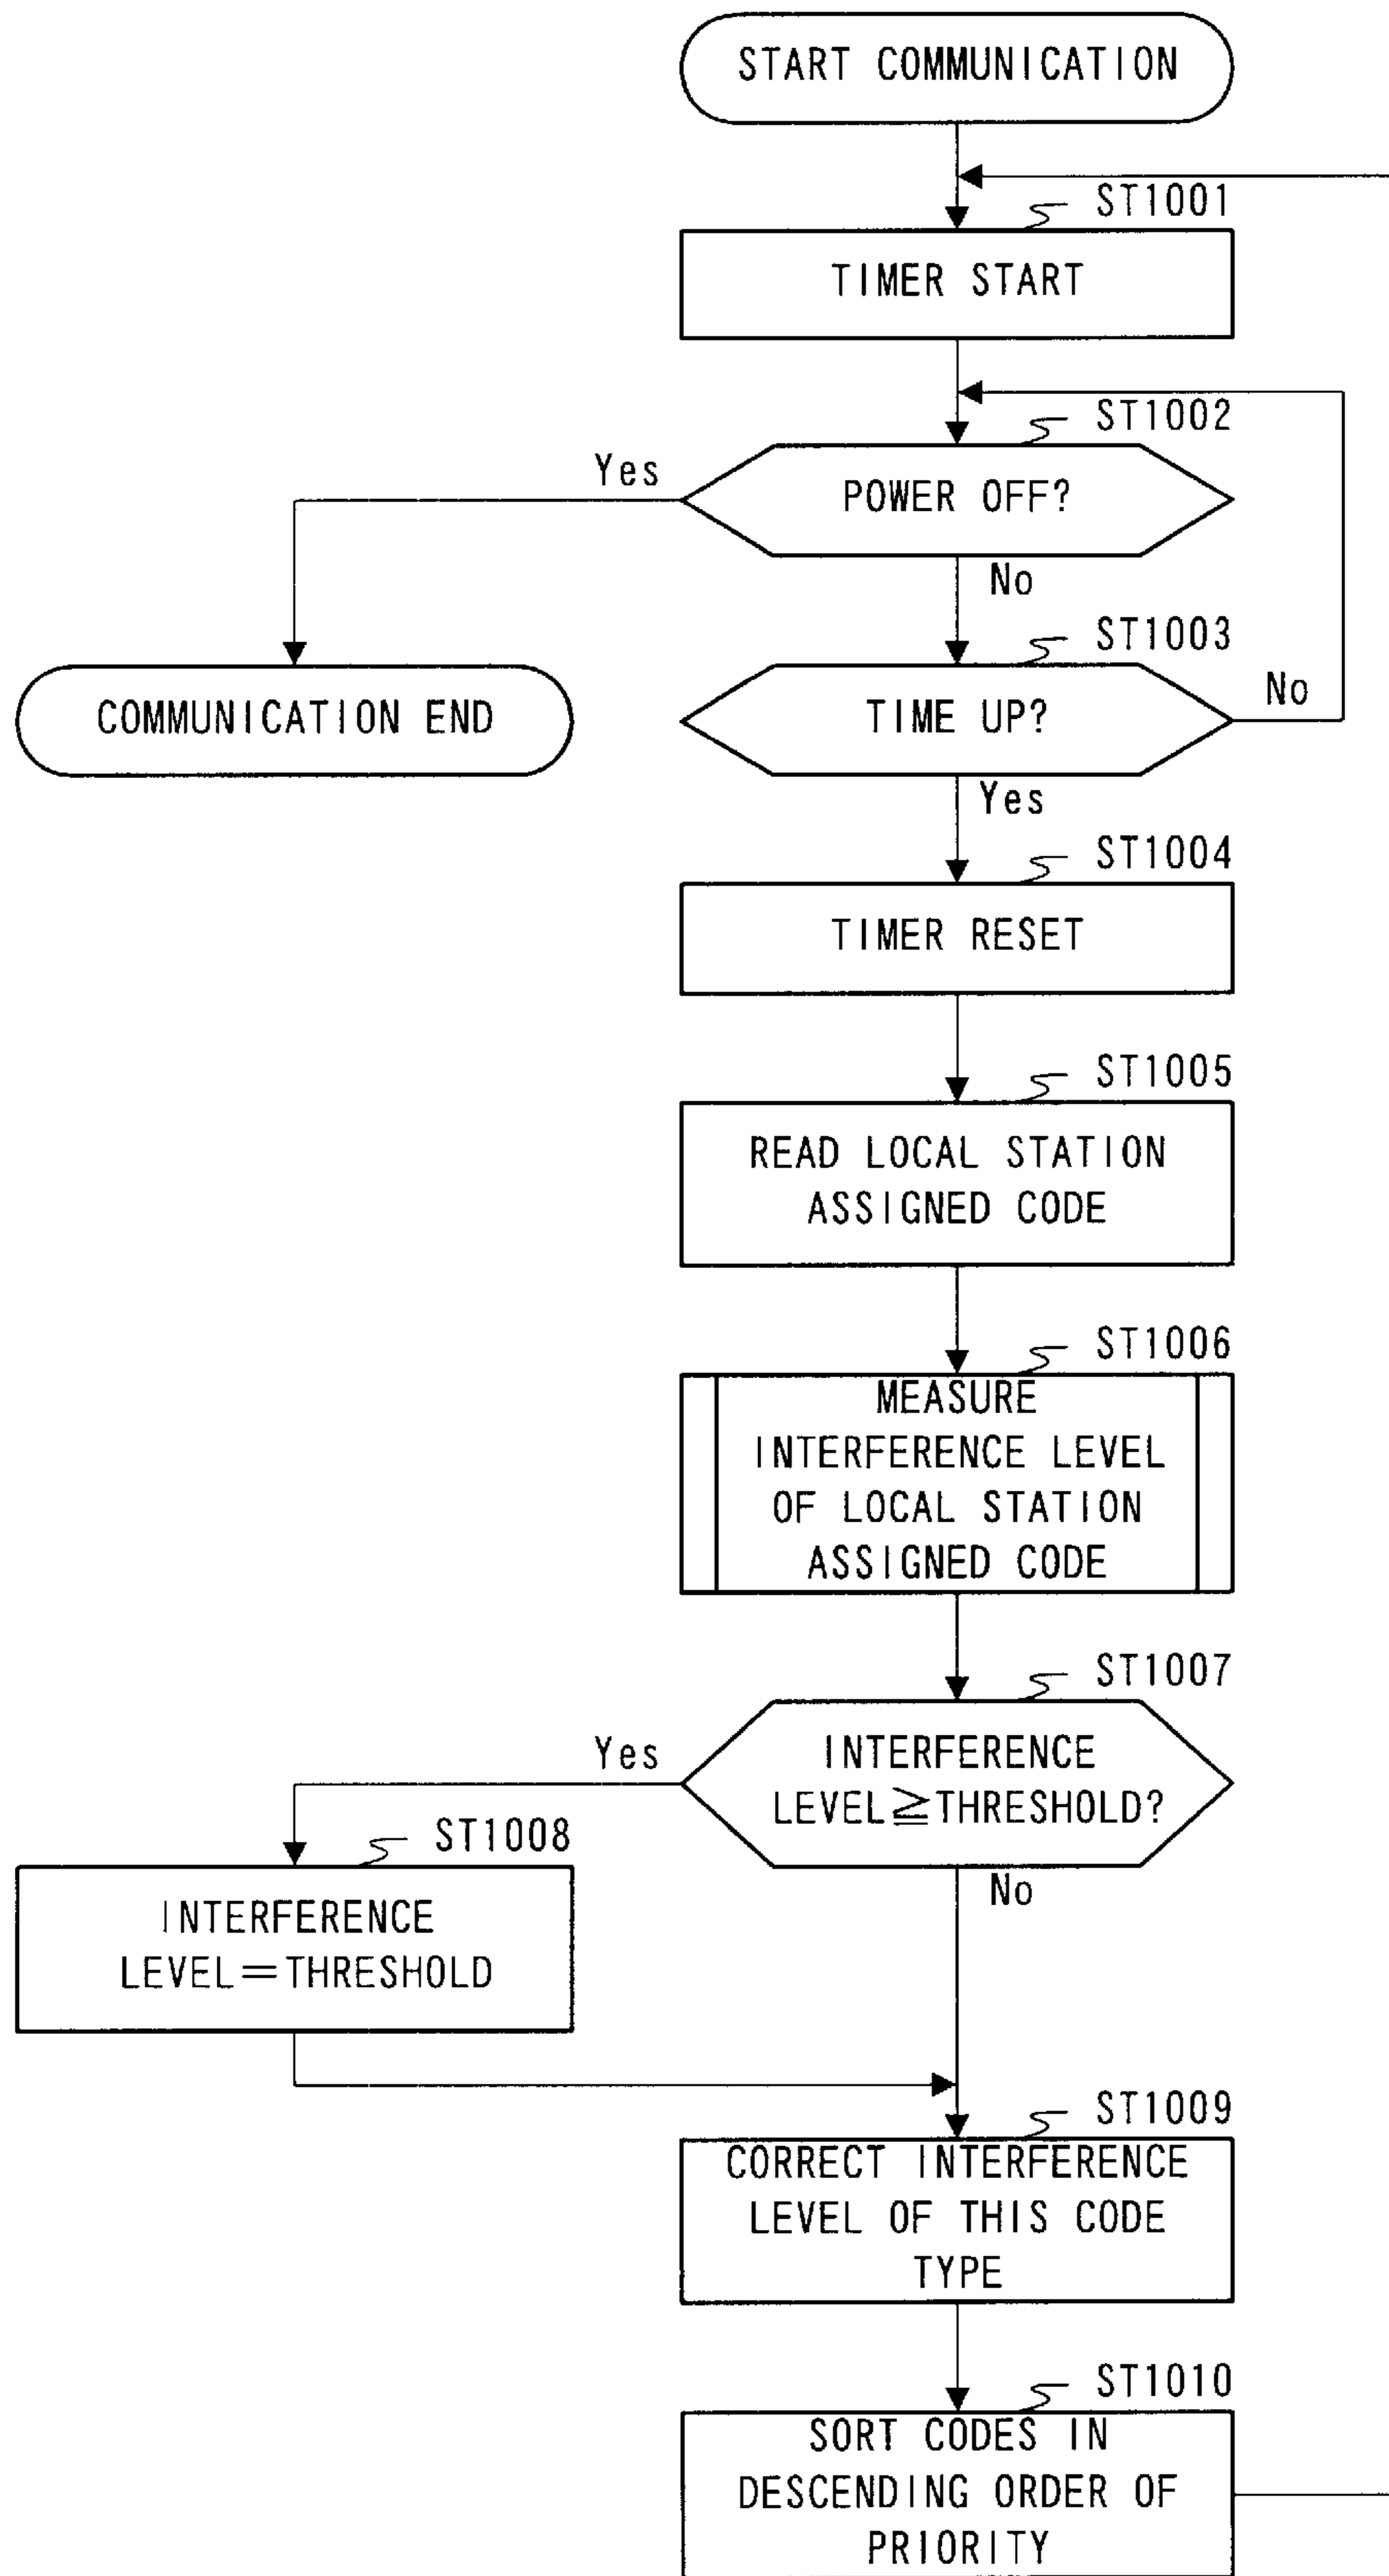 START COMMUNICATION
ST1001
TIMER START
ST1002
Yes
POWER OFF?
No
ST1003
COMMUNICATION END
TIME UP?
No
Yes
ST1004
TIMER RESET
ST1005
READ LOCAL STATION
ASSIGNED CODE
ST1006
MEASURE
INTERFERENCE LEVEL
OF LOCAL STATION
ASSIGNED CODE
ST1007
Yes
INTERFERENCE
LEVEL≧THRESHOLD?
ST1008
No
INTERFERENCE
LEVEL=THRESHOLD
ST1009
CORRECT INTERFERENCE
LEVEL OF THIS CODE
TYPE
ST1010
SORT CODES IN
DESCENDING ORDER OF
PRIORITY